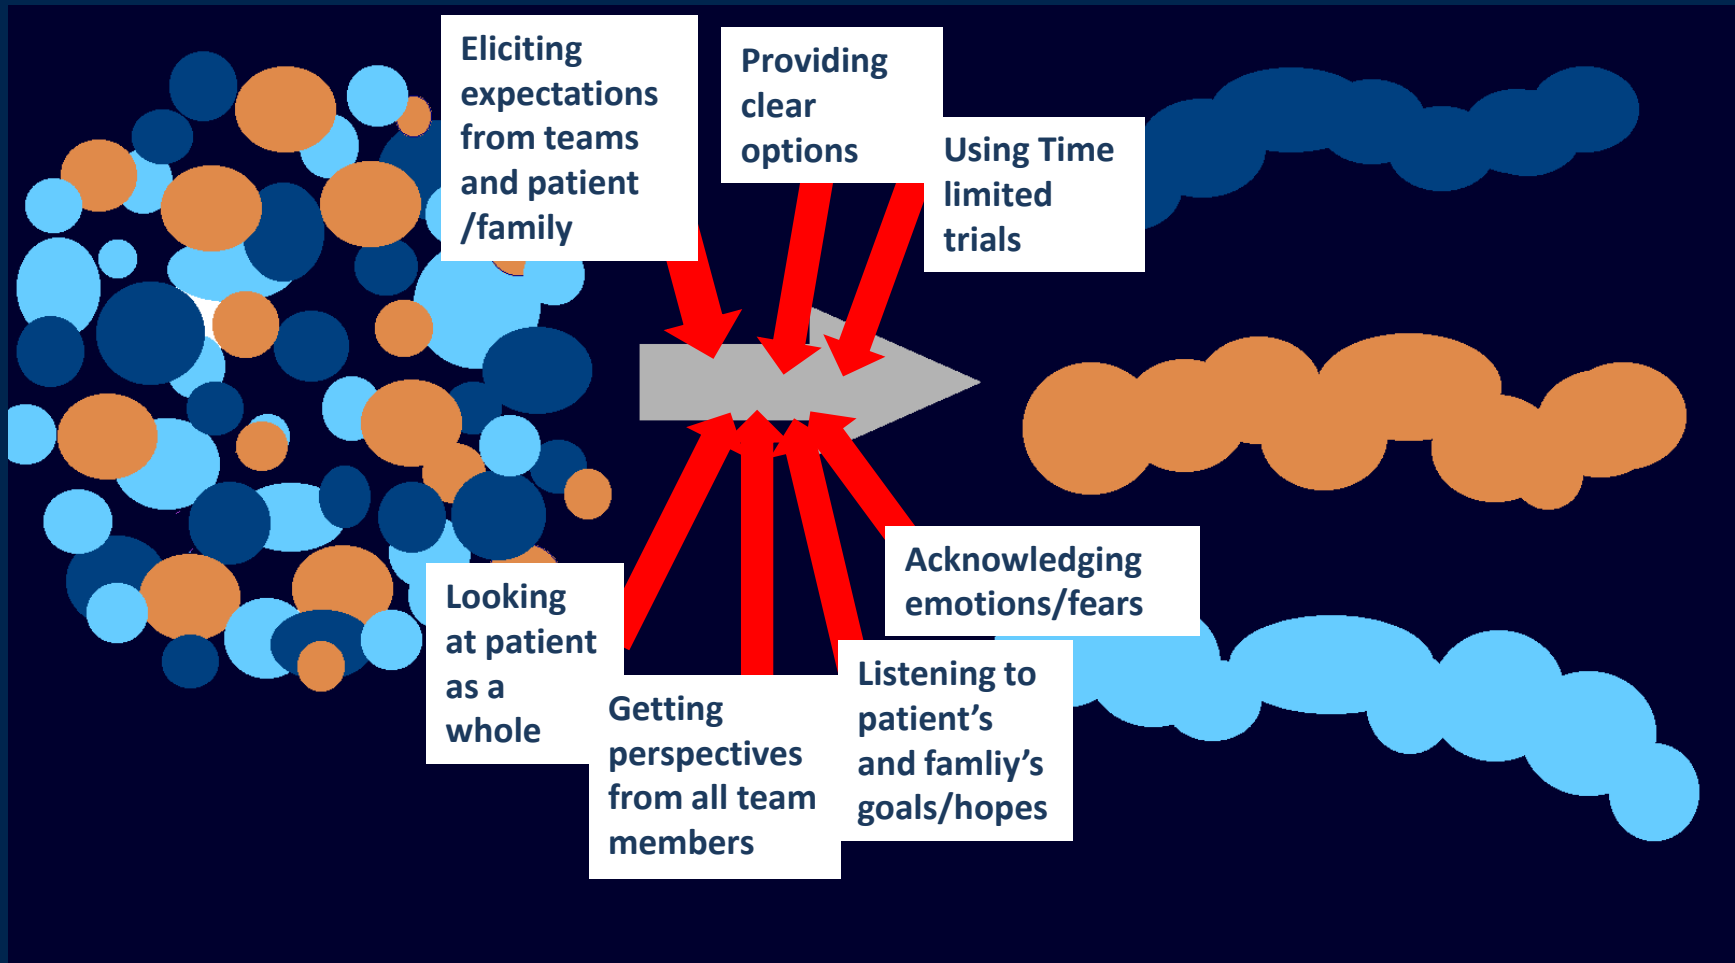 Eliciting
expectations
from teams
and patient
/family
Providing
clear
options
Using Time
limited
trials
Looking
at patient
as a
whole
Getting
perspectives
from all team
members
Listening to
patient’s
and famliy’s
goals/hopes
Acknowledging
emotions/fears